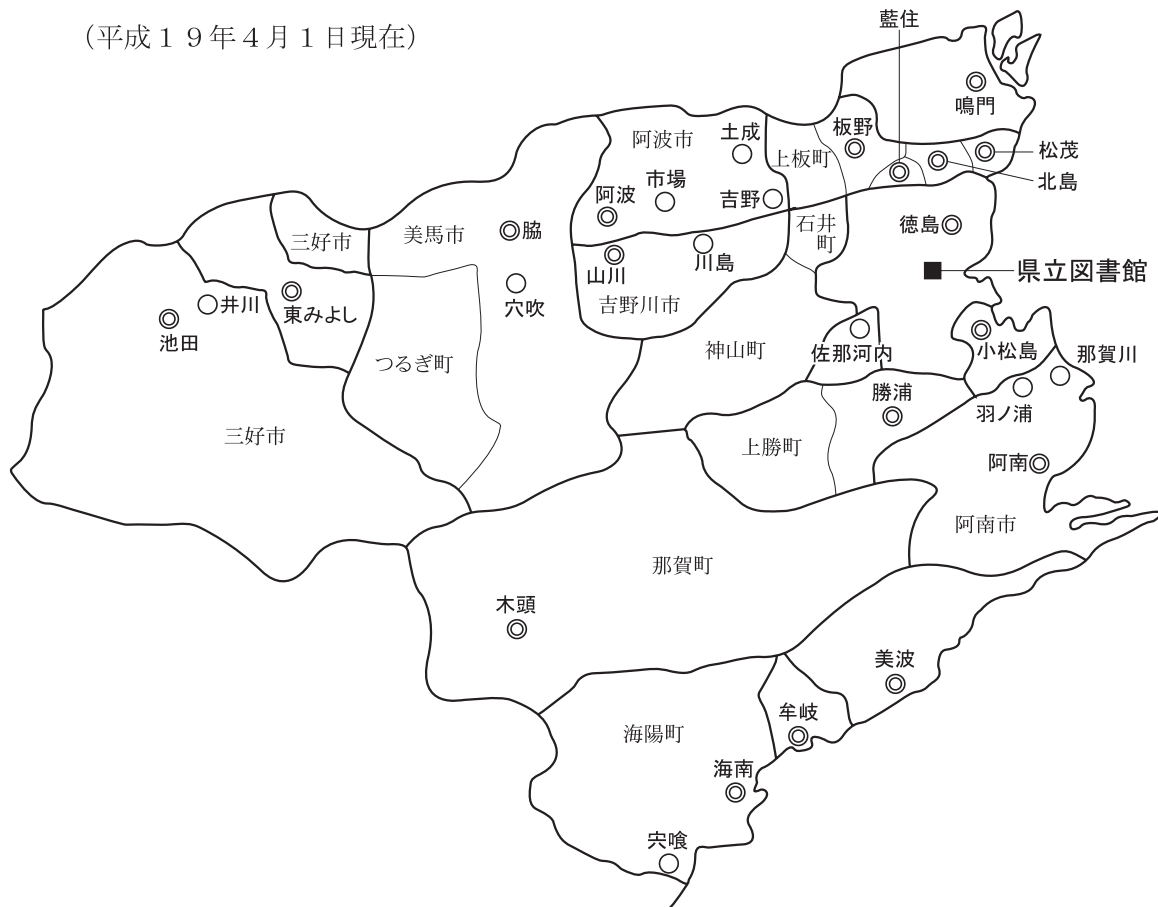 (平成１９年４月１日現在)
藍住
鳴門
板野
松茂
北島
土成
阿波市
上板町
市場
吉野
阿波
石井町
徳島
県立図書館
三好市
美馬市
脇
山川
川島
吉野川市
穴吹
井川
東みよし
池田
つるぎ町
神山町
佐那河内
小松島
那賀川
羽ノ浦
勝浦
上勝町
三好市
阿南
阿南市
那賀町
木頭
美波
牟岐
海陽町
海南
宍喰